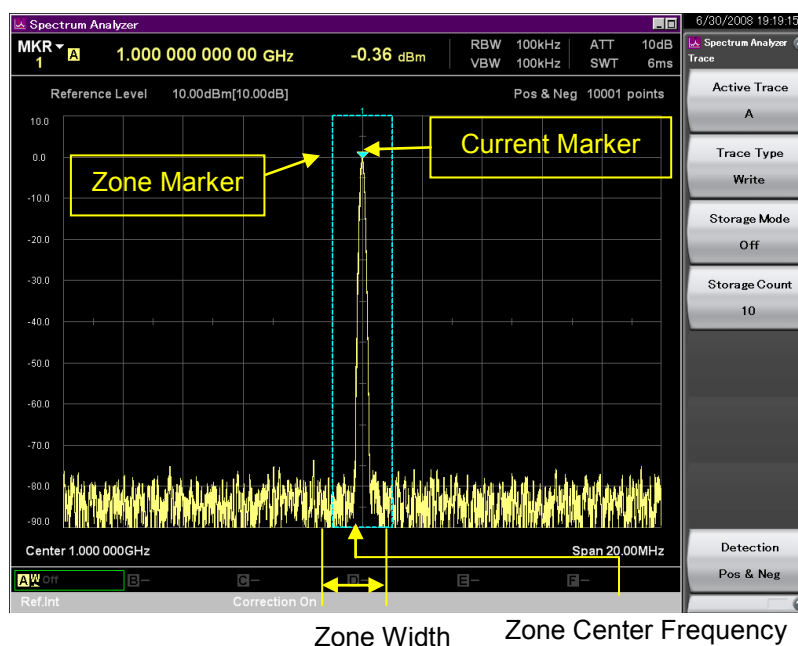 Spectrum Analyzer
MKR 1 A 1.000 000 000 00 GHz -0.36 dBm
RBW 100kHz ATT 10dB
VBW 100kHz SWT 6ms
Reference Level 10.00dBm[10.00dB] Pos & Neg 10001 points
1
10.0
0.0
-10.0
-20.0
-30.0
-40.0
-50.0
-60.0
-70.0
-80.0
-90.0
Zone Marker
Current Marker
Center 1.000 000GHz Span 20.00MHz
A W Off B- C- D- E- F-
Ref.Int Correction On
Zone Width Zone Center Frequency
6/30/2008 19:19:15
Spectrum Analyzer
Trace
Active Trace
A
Trace Type
Write
Storage Mode
Off
Storage Count
10
Detection
Pos & Neg